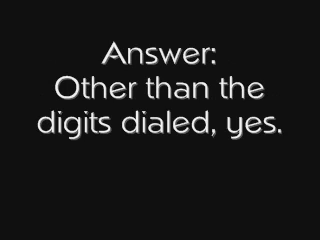 Answer:
Other than the
digits dialed, yes.